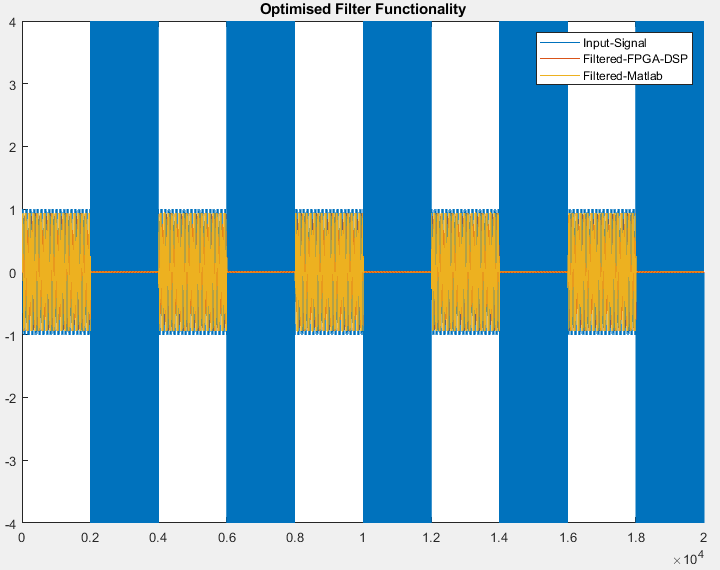 Optimised Filter Functionality
Input-Signal
Filtered-FPGA-DSP
Filtered-Matlab
4
3
2
1
0
-1
-2
-3
-4
0 0.2 0.4 0.6 0.8 1 1.2 1.4 1.6 1.8 2
×10^4